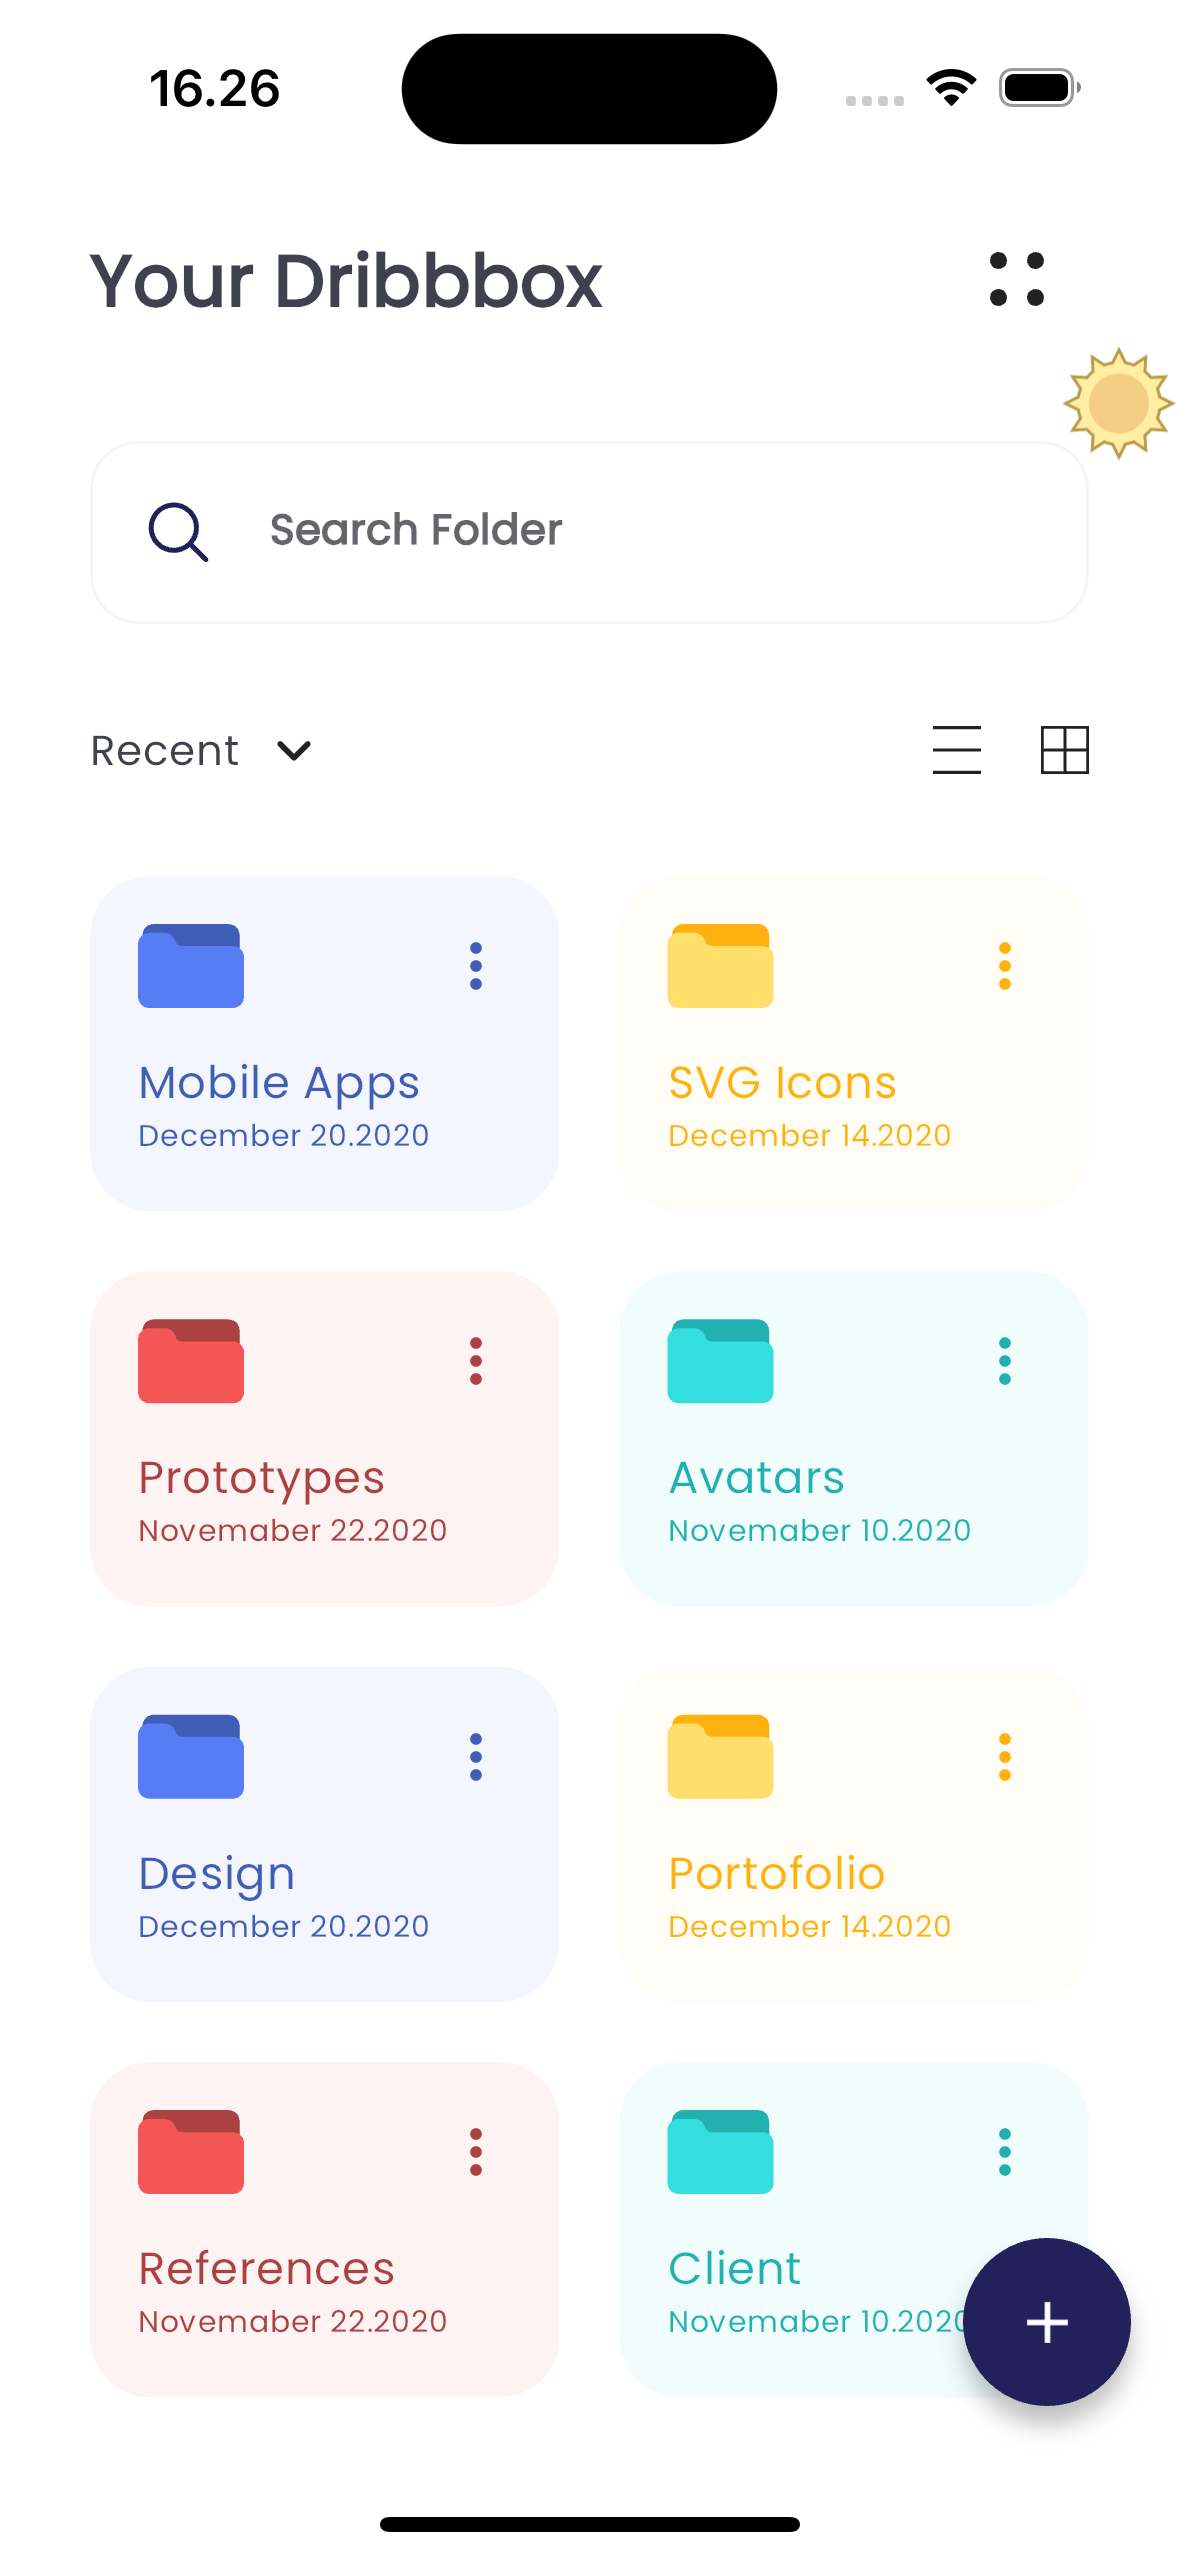 16.26
Your Dribbbox
Search Folder
Recent
Mobile Apps
December 20.2020
SVG Icons
December 14.2020
Prototypes
Novemaber 22.2020
Avatars
Novemaber 10.2020
Design
December 20.2020
Portofolio
December 14.2020
References
Novemaber 22.2020
Client
Novemaber 10.2020